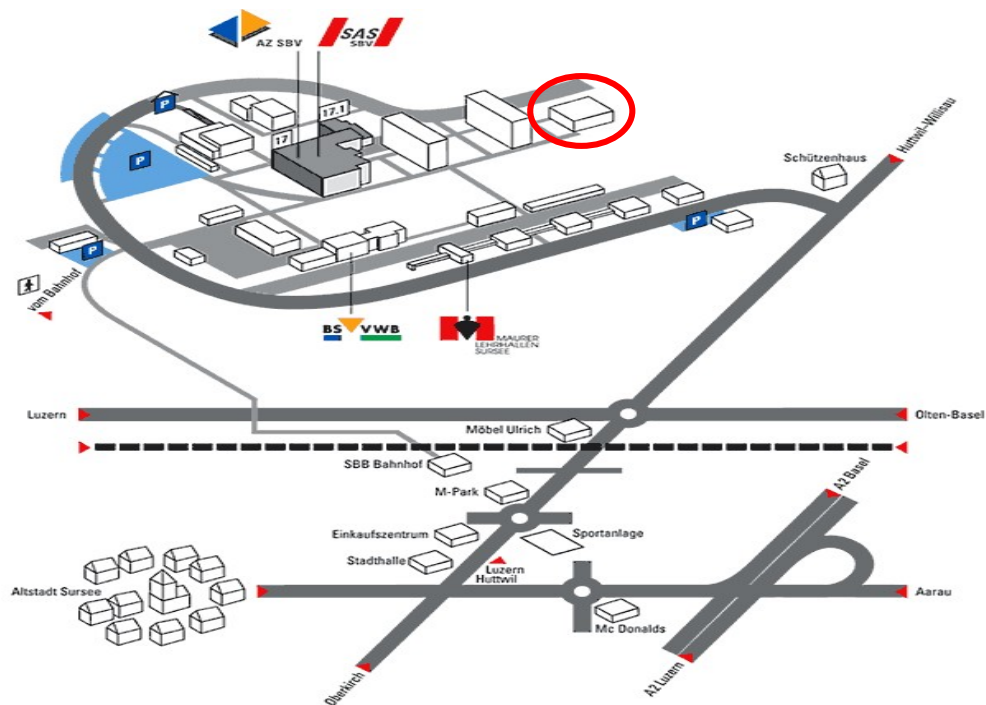 AZ SBV
SAS
SBV
P
17.1
17
P
Huttwil-Willisau
Schützenhaus
P
P
vom Bahnhof
BS VWB
MAURER
LEHRHALLEN
SURSEE
Luzern
Olten-Basel
Möbel Ulrich
SBB Bahnhof
A2 Basel
M-Park
Einkaufszentrum
Sportanlage
Stadthalle
Luzern
Huttwil
Altstadt Sursee
Aarau
Mc Donalds
Oberkirch
A2 Luzern